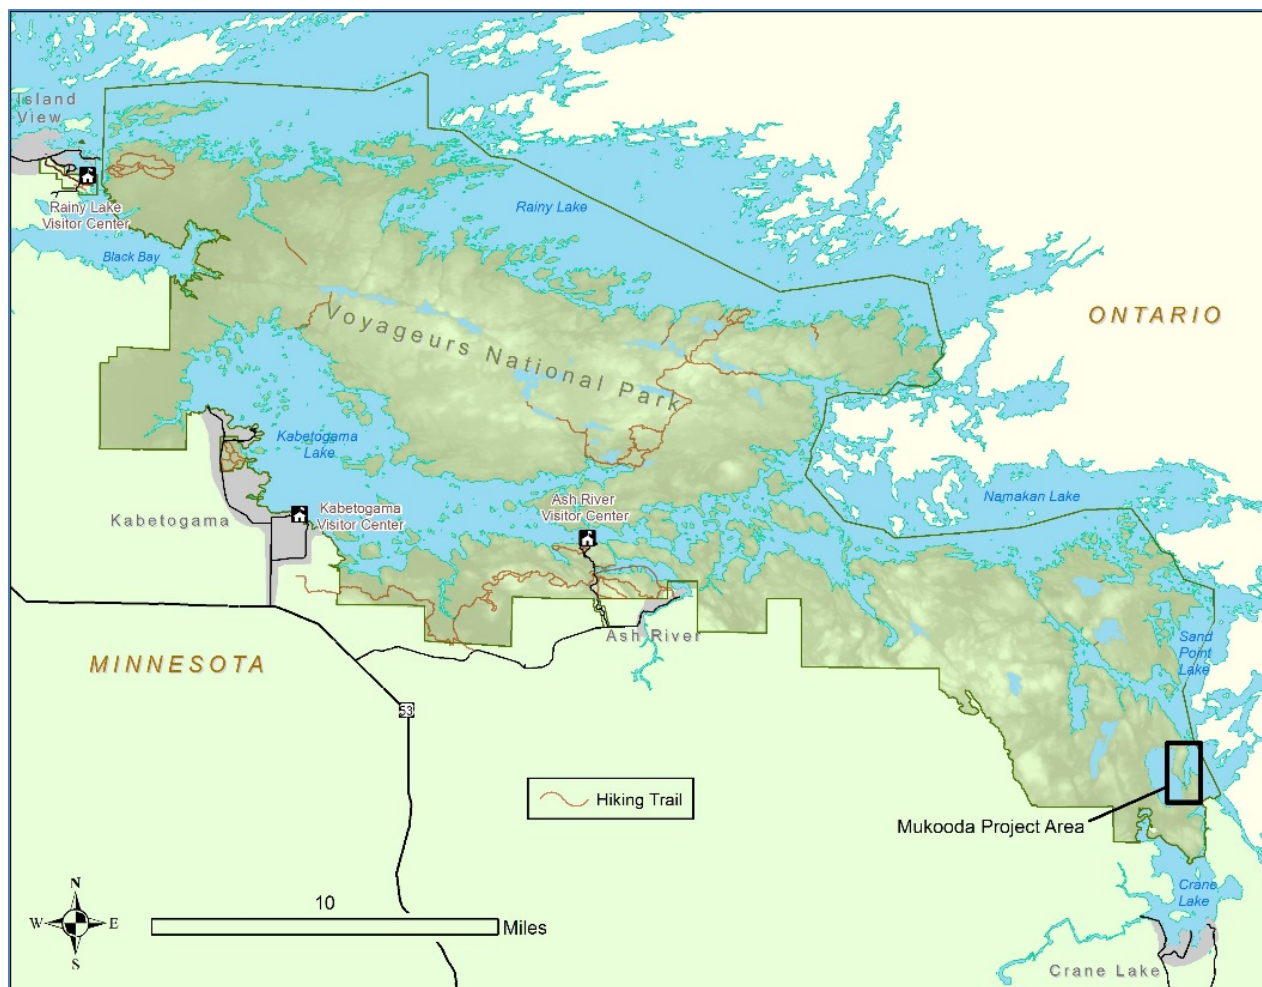 Island
View
Rainy Lake
Visitor Center
Black Bay
Rainy Lake
ONTARIO
Voyageurs National Park
Kabetogama
Lake
Kabetogama
Kabetogama
Visitor Center
Ash River
Visitor Center
Namakan Lake
Ash River
MINNESOTA
Sand
Point
Lake
53
Hiking Trail
Mukooda Project Area
N
W
E
S
10
Miles
Crane
Lake
Crane Lake